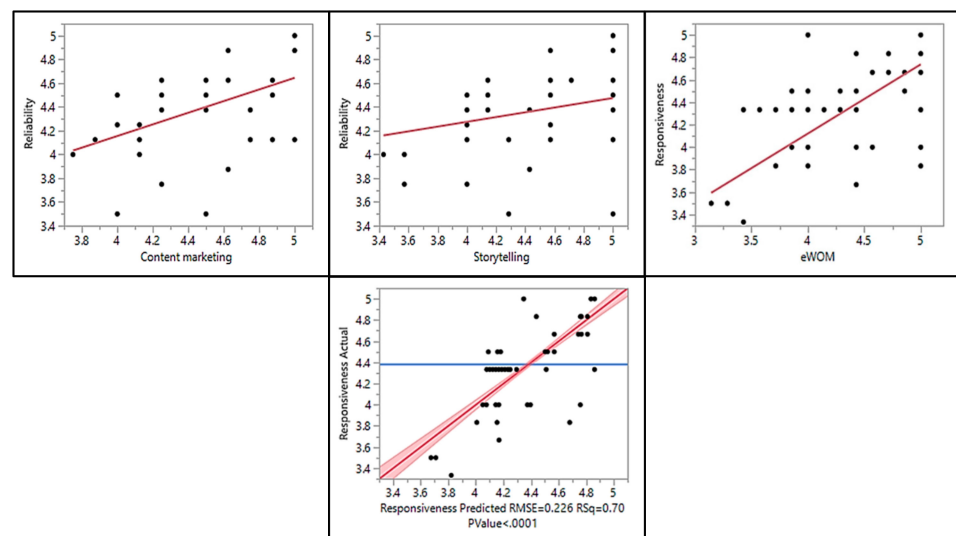 5
4.8
4.6
4.4
4.2
4
3.8
3.6
3.4
Reliability
3.8 4 4.2 4.4 4.6 4.8 5
Content marketing
5
4.8
4.6
4.4
4.2
4
3.8
3.6
3.4
Reliability
3.4 3.6 3.8 4 4.2 4.4 4.6 4.8 5
Storytelling
5
4.8
4.6
4.4
4.2
4
3.8
3.6
3.4
Responsiveness
3 3.5 4 4.5 5
eWOM
5
4.8
4.6
4.4
4.2
4
3.8
3.6
3.4
Responsiveness Actual
3.4 3.6 3.8 4 4.2 4.4 4.6 4.8 5
Responsiveness Predicted RMSE=0.226 RSq=0.70
PValue<.0001